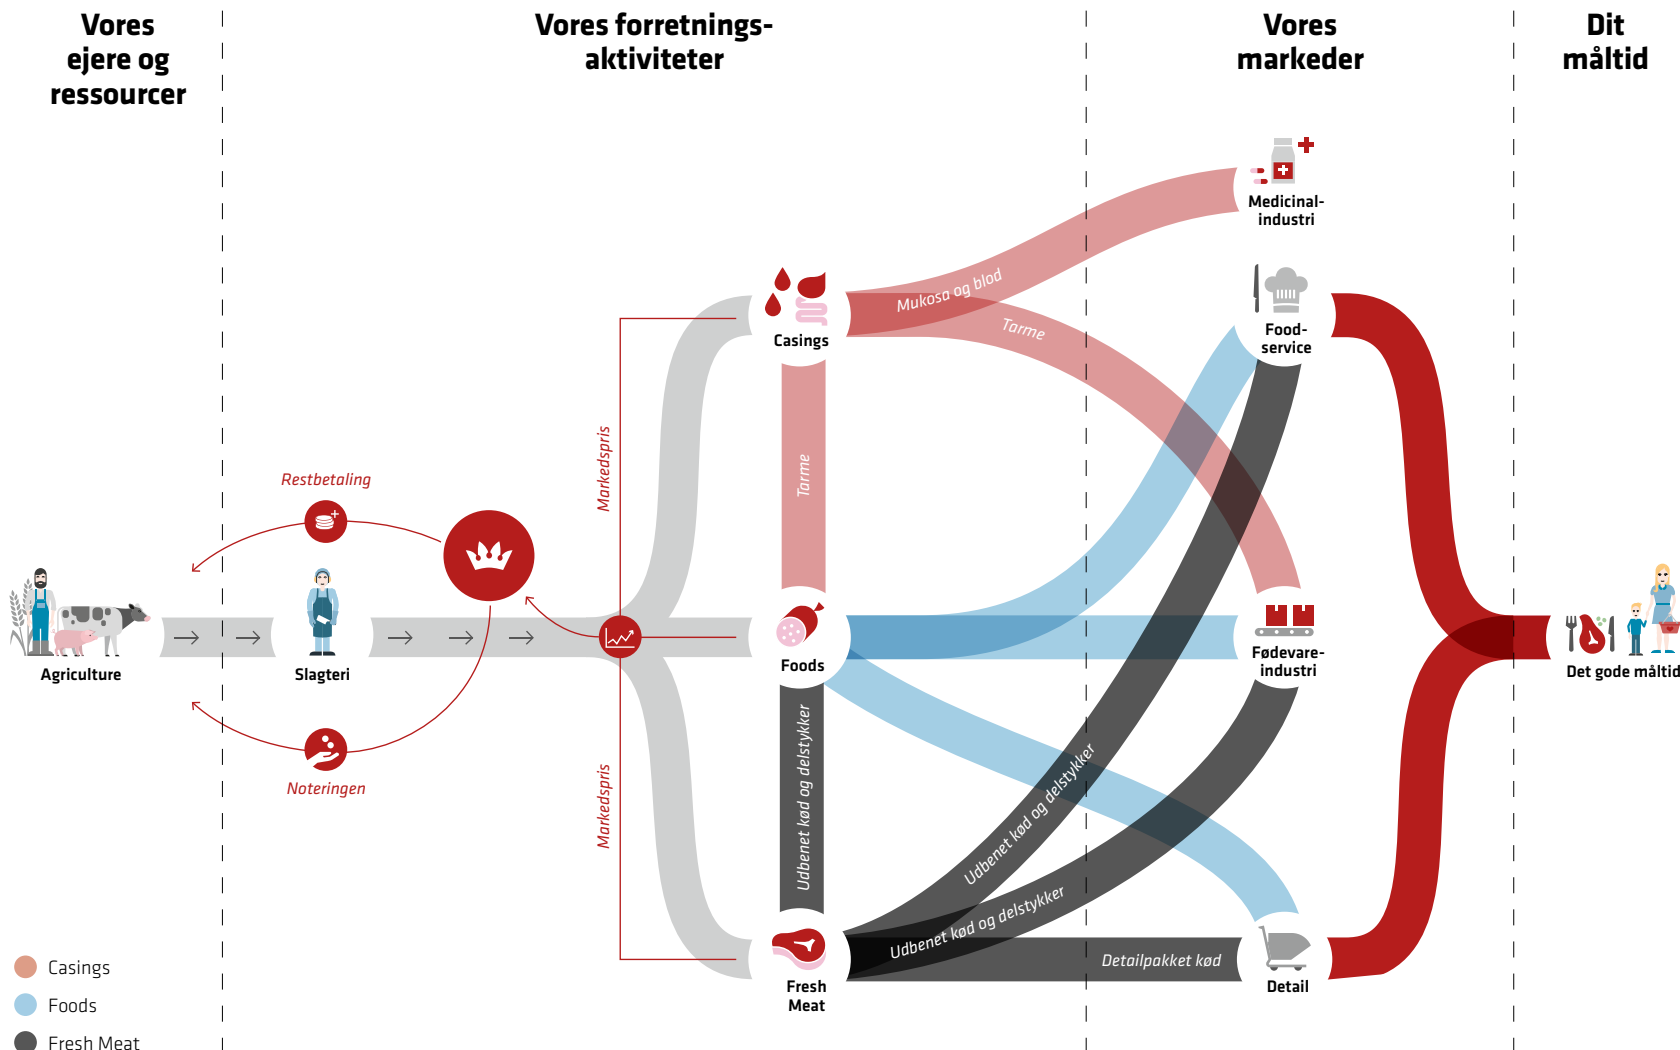 Vores
ejere og
ressourcer
Vores forretnings-
aktiviteter
Vores
markeder
Dit
måltid
Medicinal-
industri
Mukosa og blod
Tarme
Food-
service
Casings
Markedspris
Tarme
Restbetaling
Agriculture
Slagteri
Foods
Fødevare-
industri
Det gode måltid
Noteringen
Markedspris
Udbenet kød og delstykker
Udbenet kød og delstykker
Udbenet kød og delstykker
Detailpakket kød
Fresh
Meat
Detail
Casings
Foods
Fresh Meat